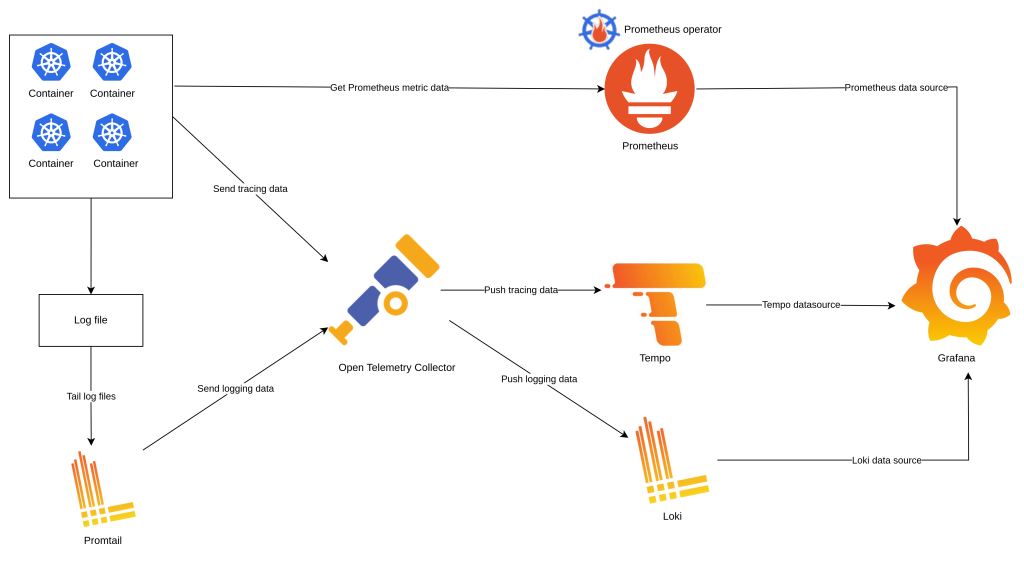 Prometheus operator
Container
Container
Get Prometheus metric data
Prometheus data source
Container
Container
Prometheus
Send tracing data
Log file
Push tracing data
Tempo datasource
Open Telemetry Collector
Tempo
Grafana
Tail log files
Send logging data
Push logging data
Loki data source
Promtail
Loki